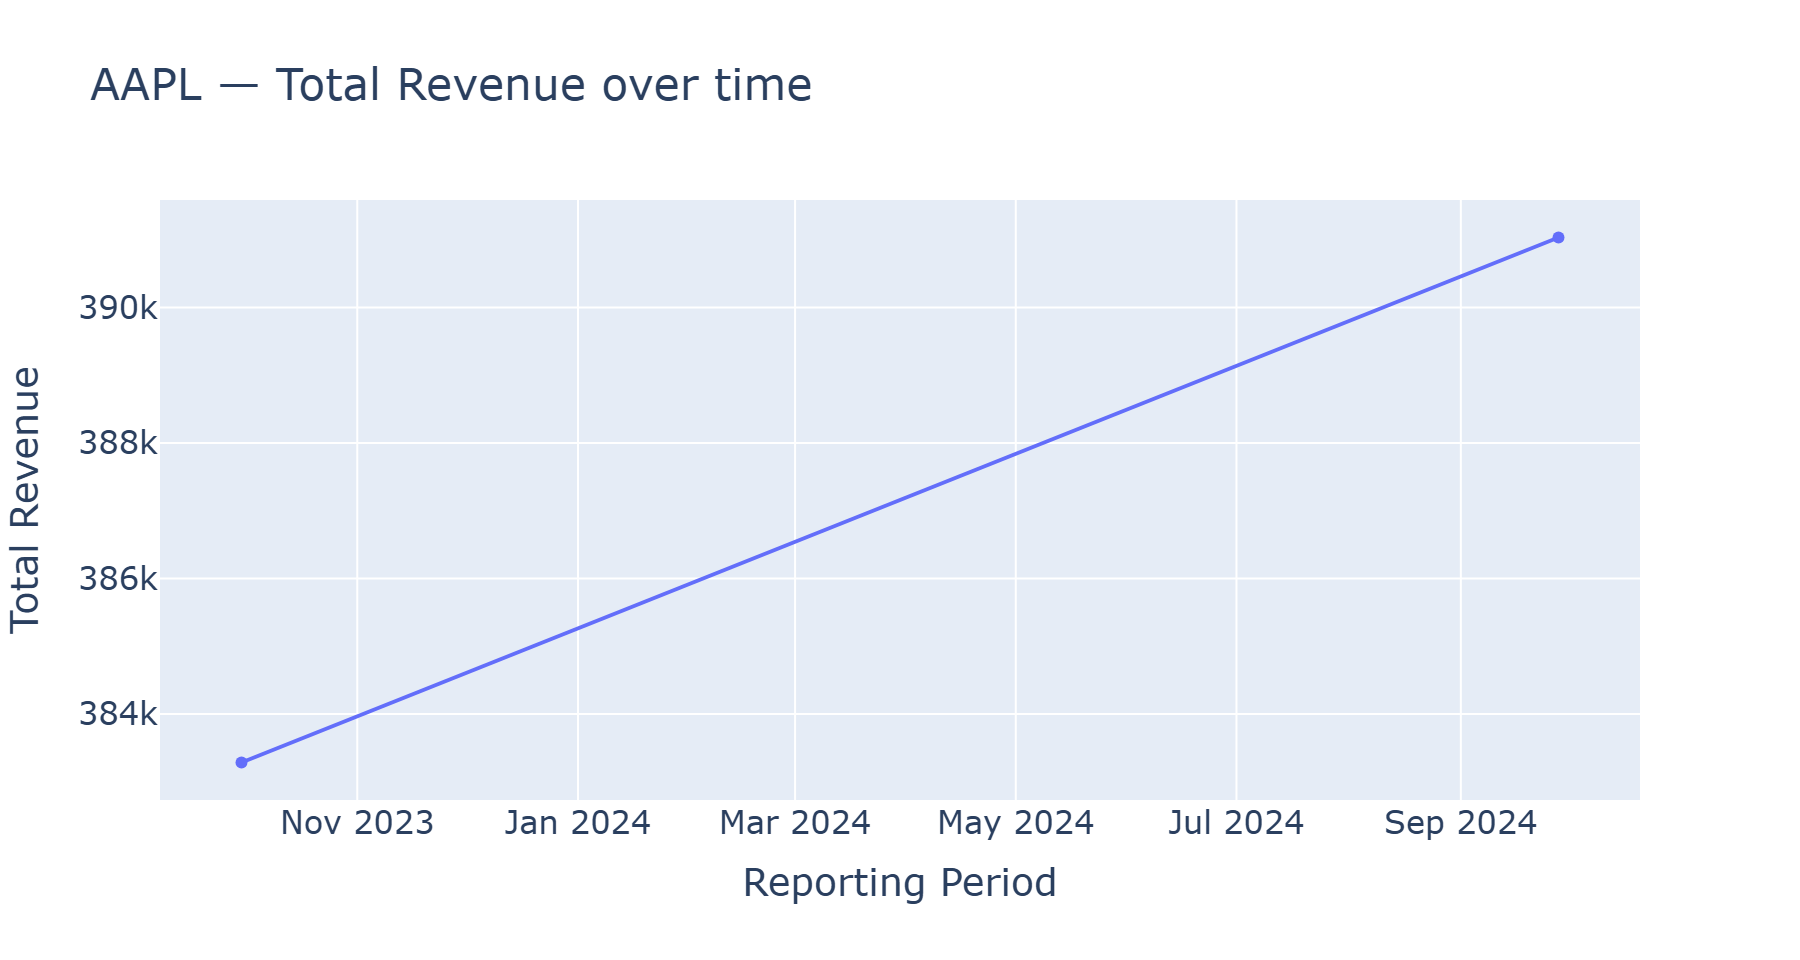 AAPL — Total Revenue over time
Total Revenue
390k
388k
386k
384k
Nov 2023 Jan 2024 Mar 2024 May 2024 Jul 2024 Sep 2024
Reporting Period